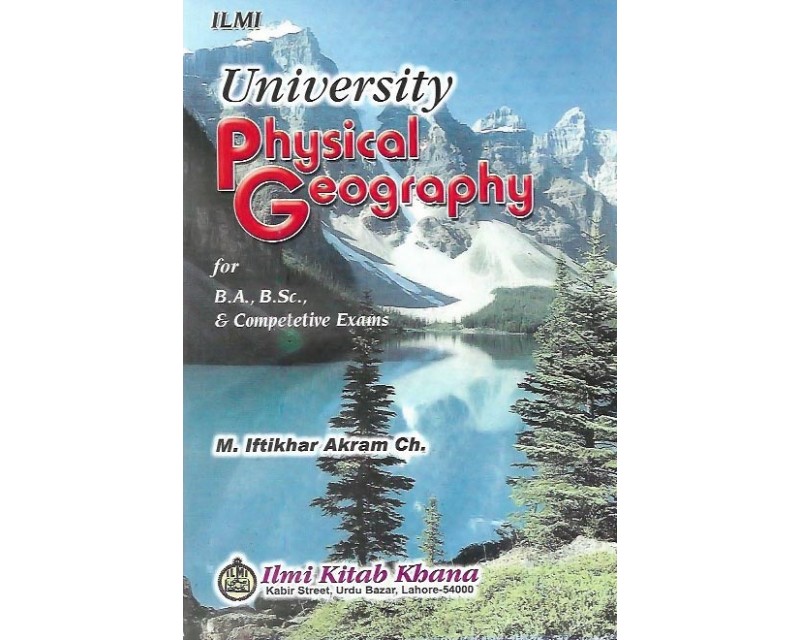 ILMI
University
Physical
Geography
for
B.A., B.Sc.,
& Competetive Exams
M. Iftikhar Akram Ch.
ILMI
Ilmi Kitab Khana
Kabir Street, Urdu Bazar, Lahore-54000